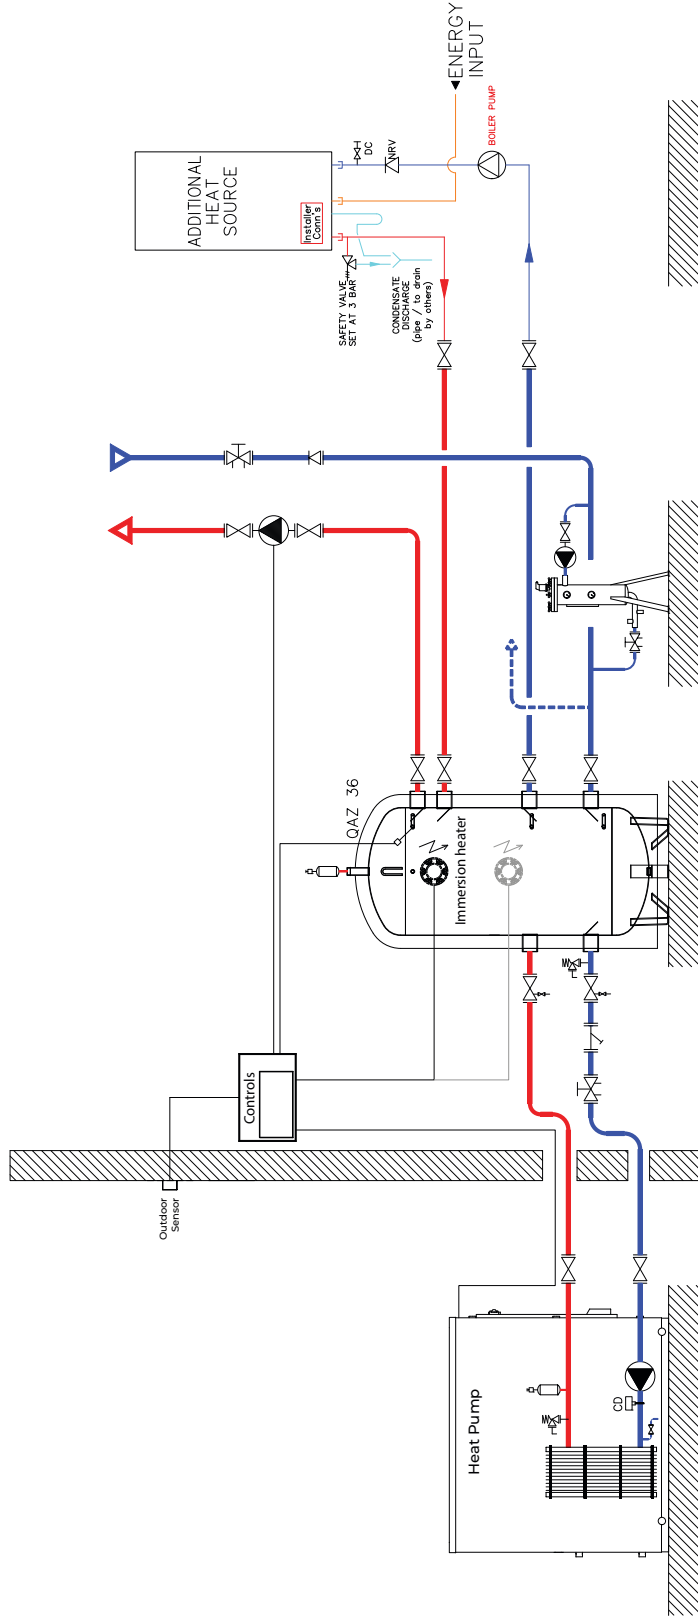 Heat Pump
CD
Outdoor
Sensor
Controls
QAZ 36
Immersion heater
SAFETY VALVE
SET AT 3 BAR
CONDENSATE
DISCHARGE
(pipe / to drain
by others)
ADDITIONAL
HEAT
SOURCE
Installer
Conn's
DC
NRV
BOILER PUMP
ENERGY
INPUT